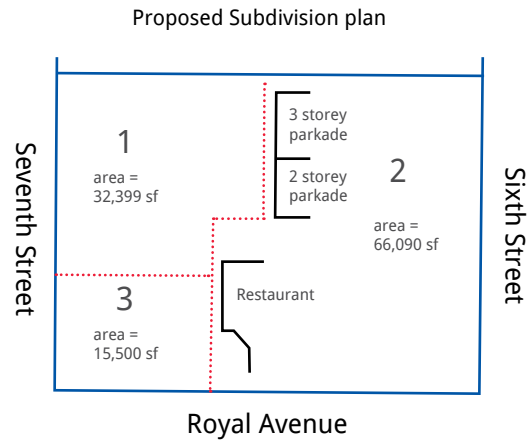 Proposed Subdivision plan
Seventh Street
1
area =
32,399 sf
3 storey
parkade
2 storey
parkade
2
area =
66,090 sf
Sixth Street
3
area =
15,500 sf
Restaurant
Royal Avenue